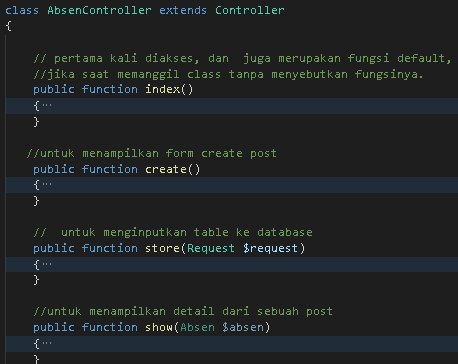 class AbsenController extends Controller
{
// pertama kali diakses, dan  juga merupakan fungsi default,
//jika saat memanggil class tanpa menyebutkan fungsinya.
public function index()
{···
}
//untuk menampilkan form create post
public function create()
{···
}
//  untuk menginputkan table ke database
public function store(Request $request)
{···
}
//untuk menampilkan detail dari sebuah post
public function show(Absen $absen)
{···
}